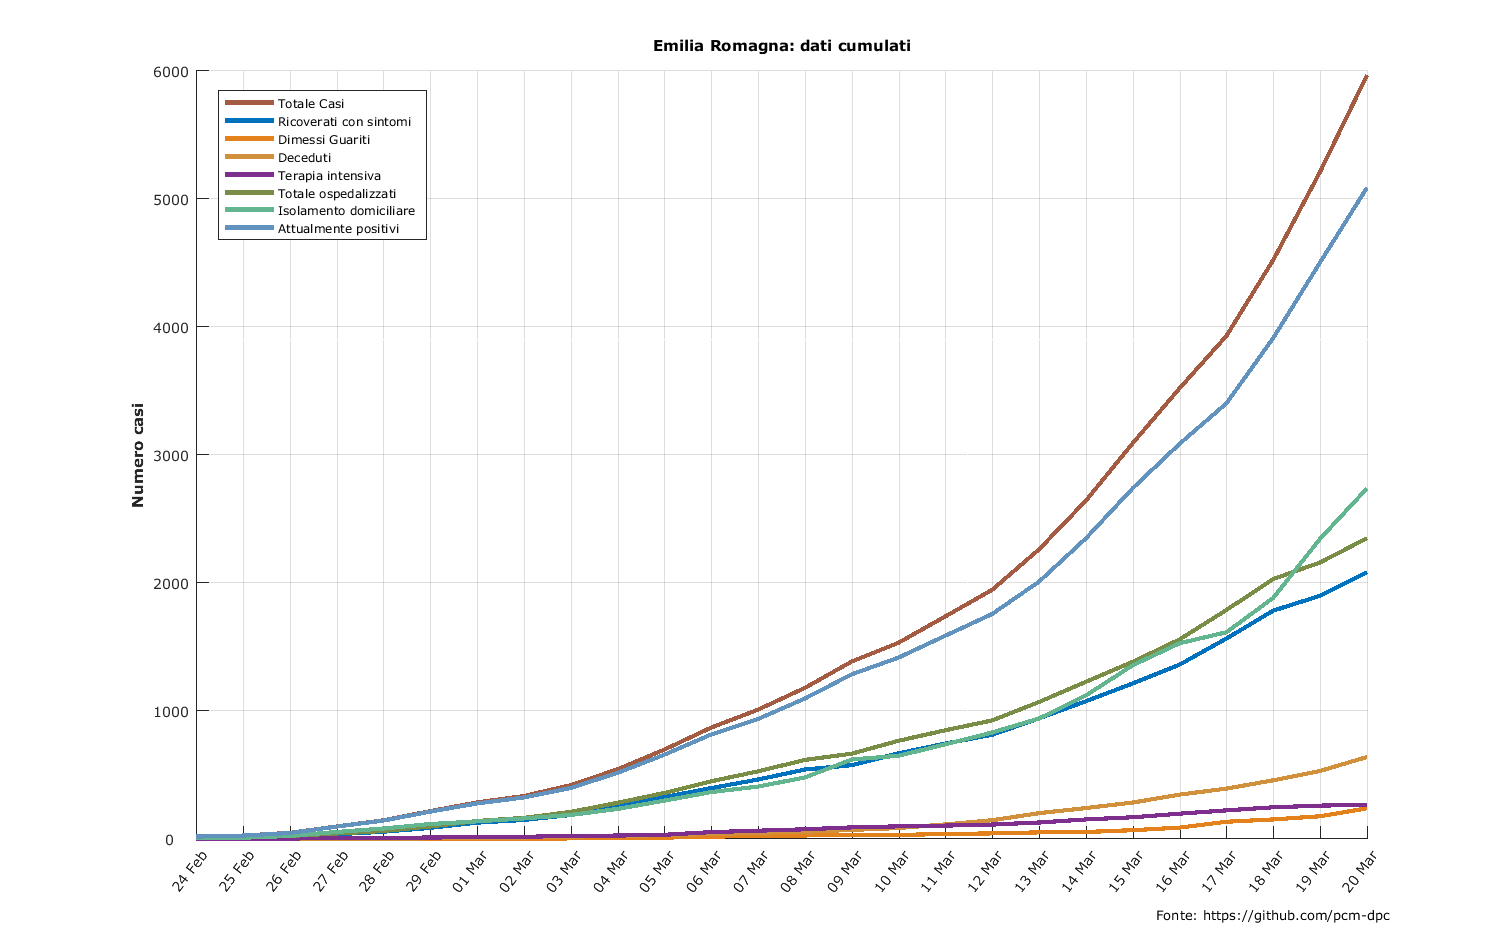 Emilia Romagna: dati cumulati
6000
5000
4000
3000
2000
1000
0
Numero casi
Totale Casi
Ricoverati con sintomi
Dimessi Guariti
Deceduti
Terapia intensiva
Totale ospedalizzati
Isolamento domiciliare
Attualmente positivi
24 Feb
25 Feb
26 Feb
27 Feb
28 Feb
29 Feb
01 Mar
02 Mar
03 Mar
04 Mar
05 Mar
06 Mar
07 Mar
08 Mar
09 Mar
10 Mar
11 Mar
12 Mar
13 Mar
14 Mar
15 Mar
16 Mar
17 Mar
18 Mar
19 Mar
20 Mar
Fonte: https://github.com/pcm-dpc